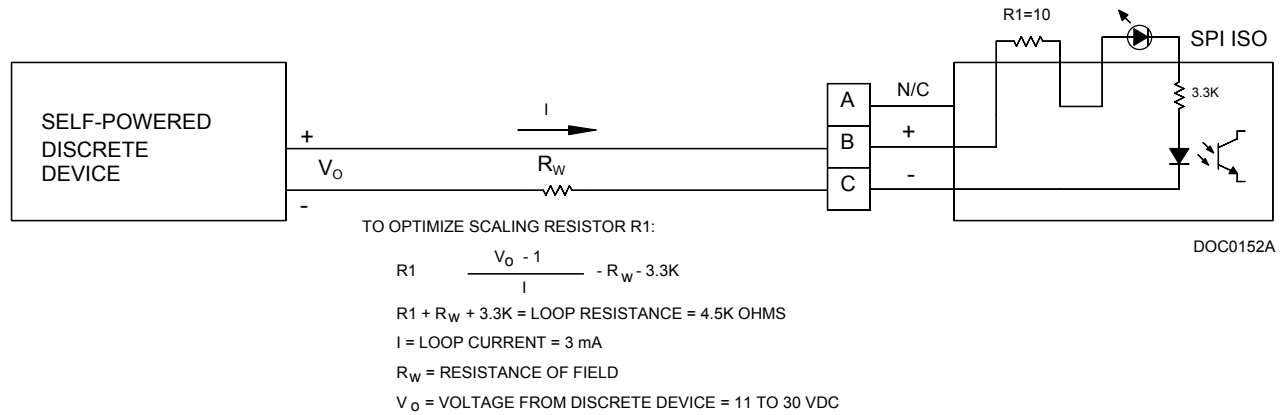 R1=10
SPI ISO
3.3K
SELF-POWERED
DISCRETE
DEVICE
+
VO
-
I
RW
A
B
C
N/C
+
-
DOC0152A
TO OPTIMIZE SCALING RESISTOR R1:
R1 VO - 1 / I - RW - 3.3K
R1 + RW + 3.3K = LOOP RESISTANCE = 4.5K OHMS
I = LOOP CURRENT = 3 mA
RW = RESISTANCE OF FIELD
VO = VOLTAGE FROM DISCRETE DEVICE = 11 TO 30 VDC